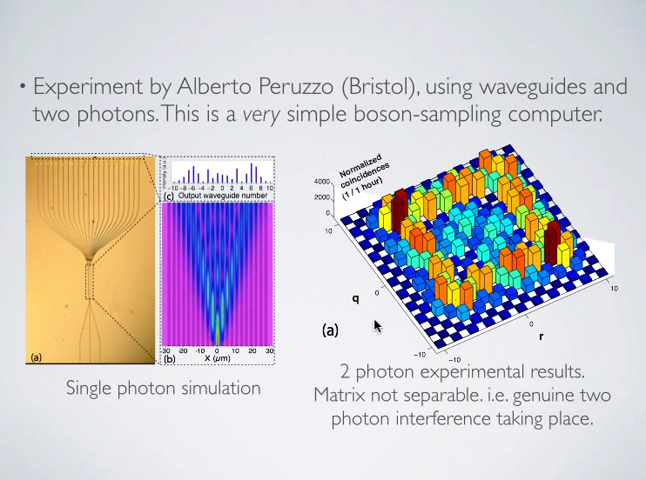 • Experiment by Alberto Peruzzo (Bristol), using waveguides and
two photons. This is a very simple boson-sampling computer.
(c)
-10 -8 -6 -4 -2 0 2 4 6 8 10
Output waveguide number
(a)
(b)
-30 -20 -10 0 10 20 30
X (μm)
Single photon simulation
Normalized
coincidences
(1 / 1 hour)
4000
2000
0
10
q
0
-10
-10
0
r
10
(a)
2 photon experimental results.
Matrix not separable. i.e. genuine two
photon interference taking place.